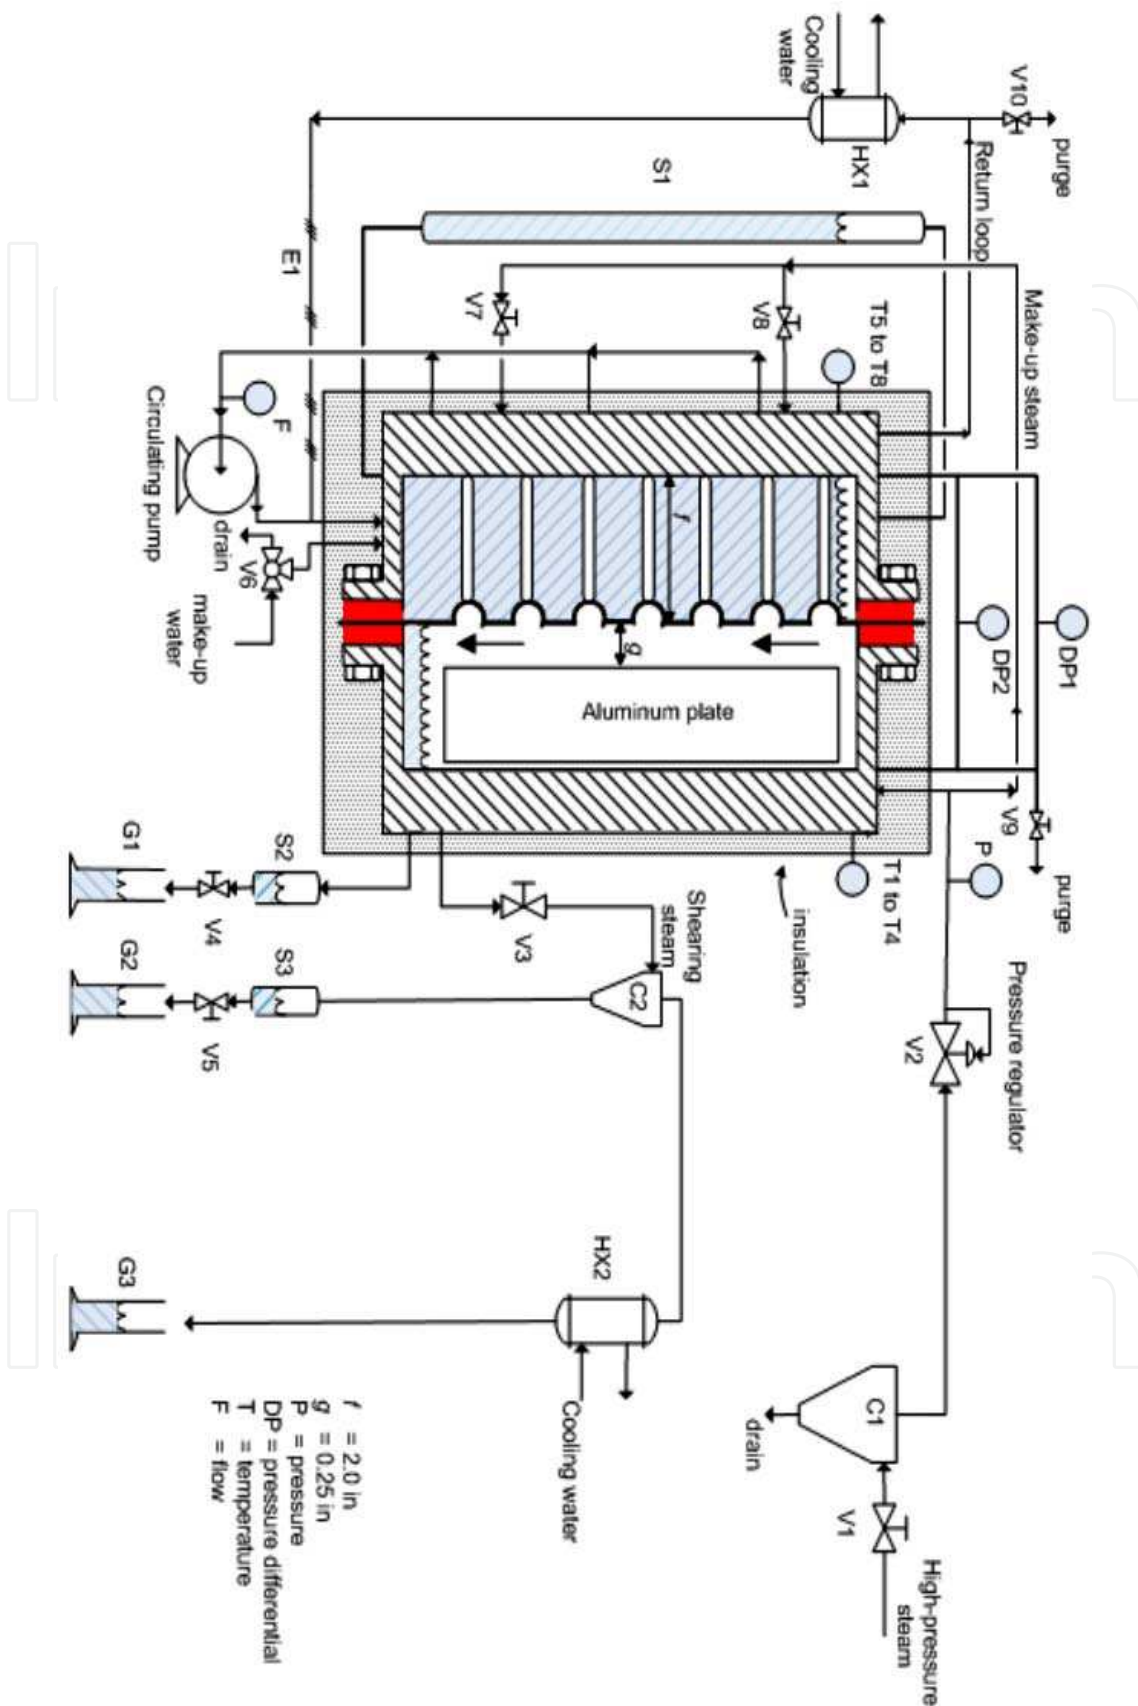 Cooling
water
HX1
V10
purge
Return loop
S1
E1
V7
V8
T5 to T8
Make-up steam
F
Circulating pump
drain
V6
make-up
water
f
g
Aluminum plate
DP2
DP1
V9
purge
P
T1 to T4
insulation
Shearing
steam
V3
G1
S2
V4
G2
S3
V5
C2
Pressure regulator
V2
HX2
Cooling water
G3
C1
drain
V1
High-pressure
steam
f = 2.0 in
g = 0.25 in
P = pressure
DP = pressure differential
T = temperature
F = flow